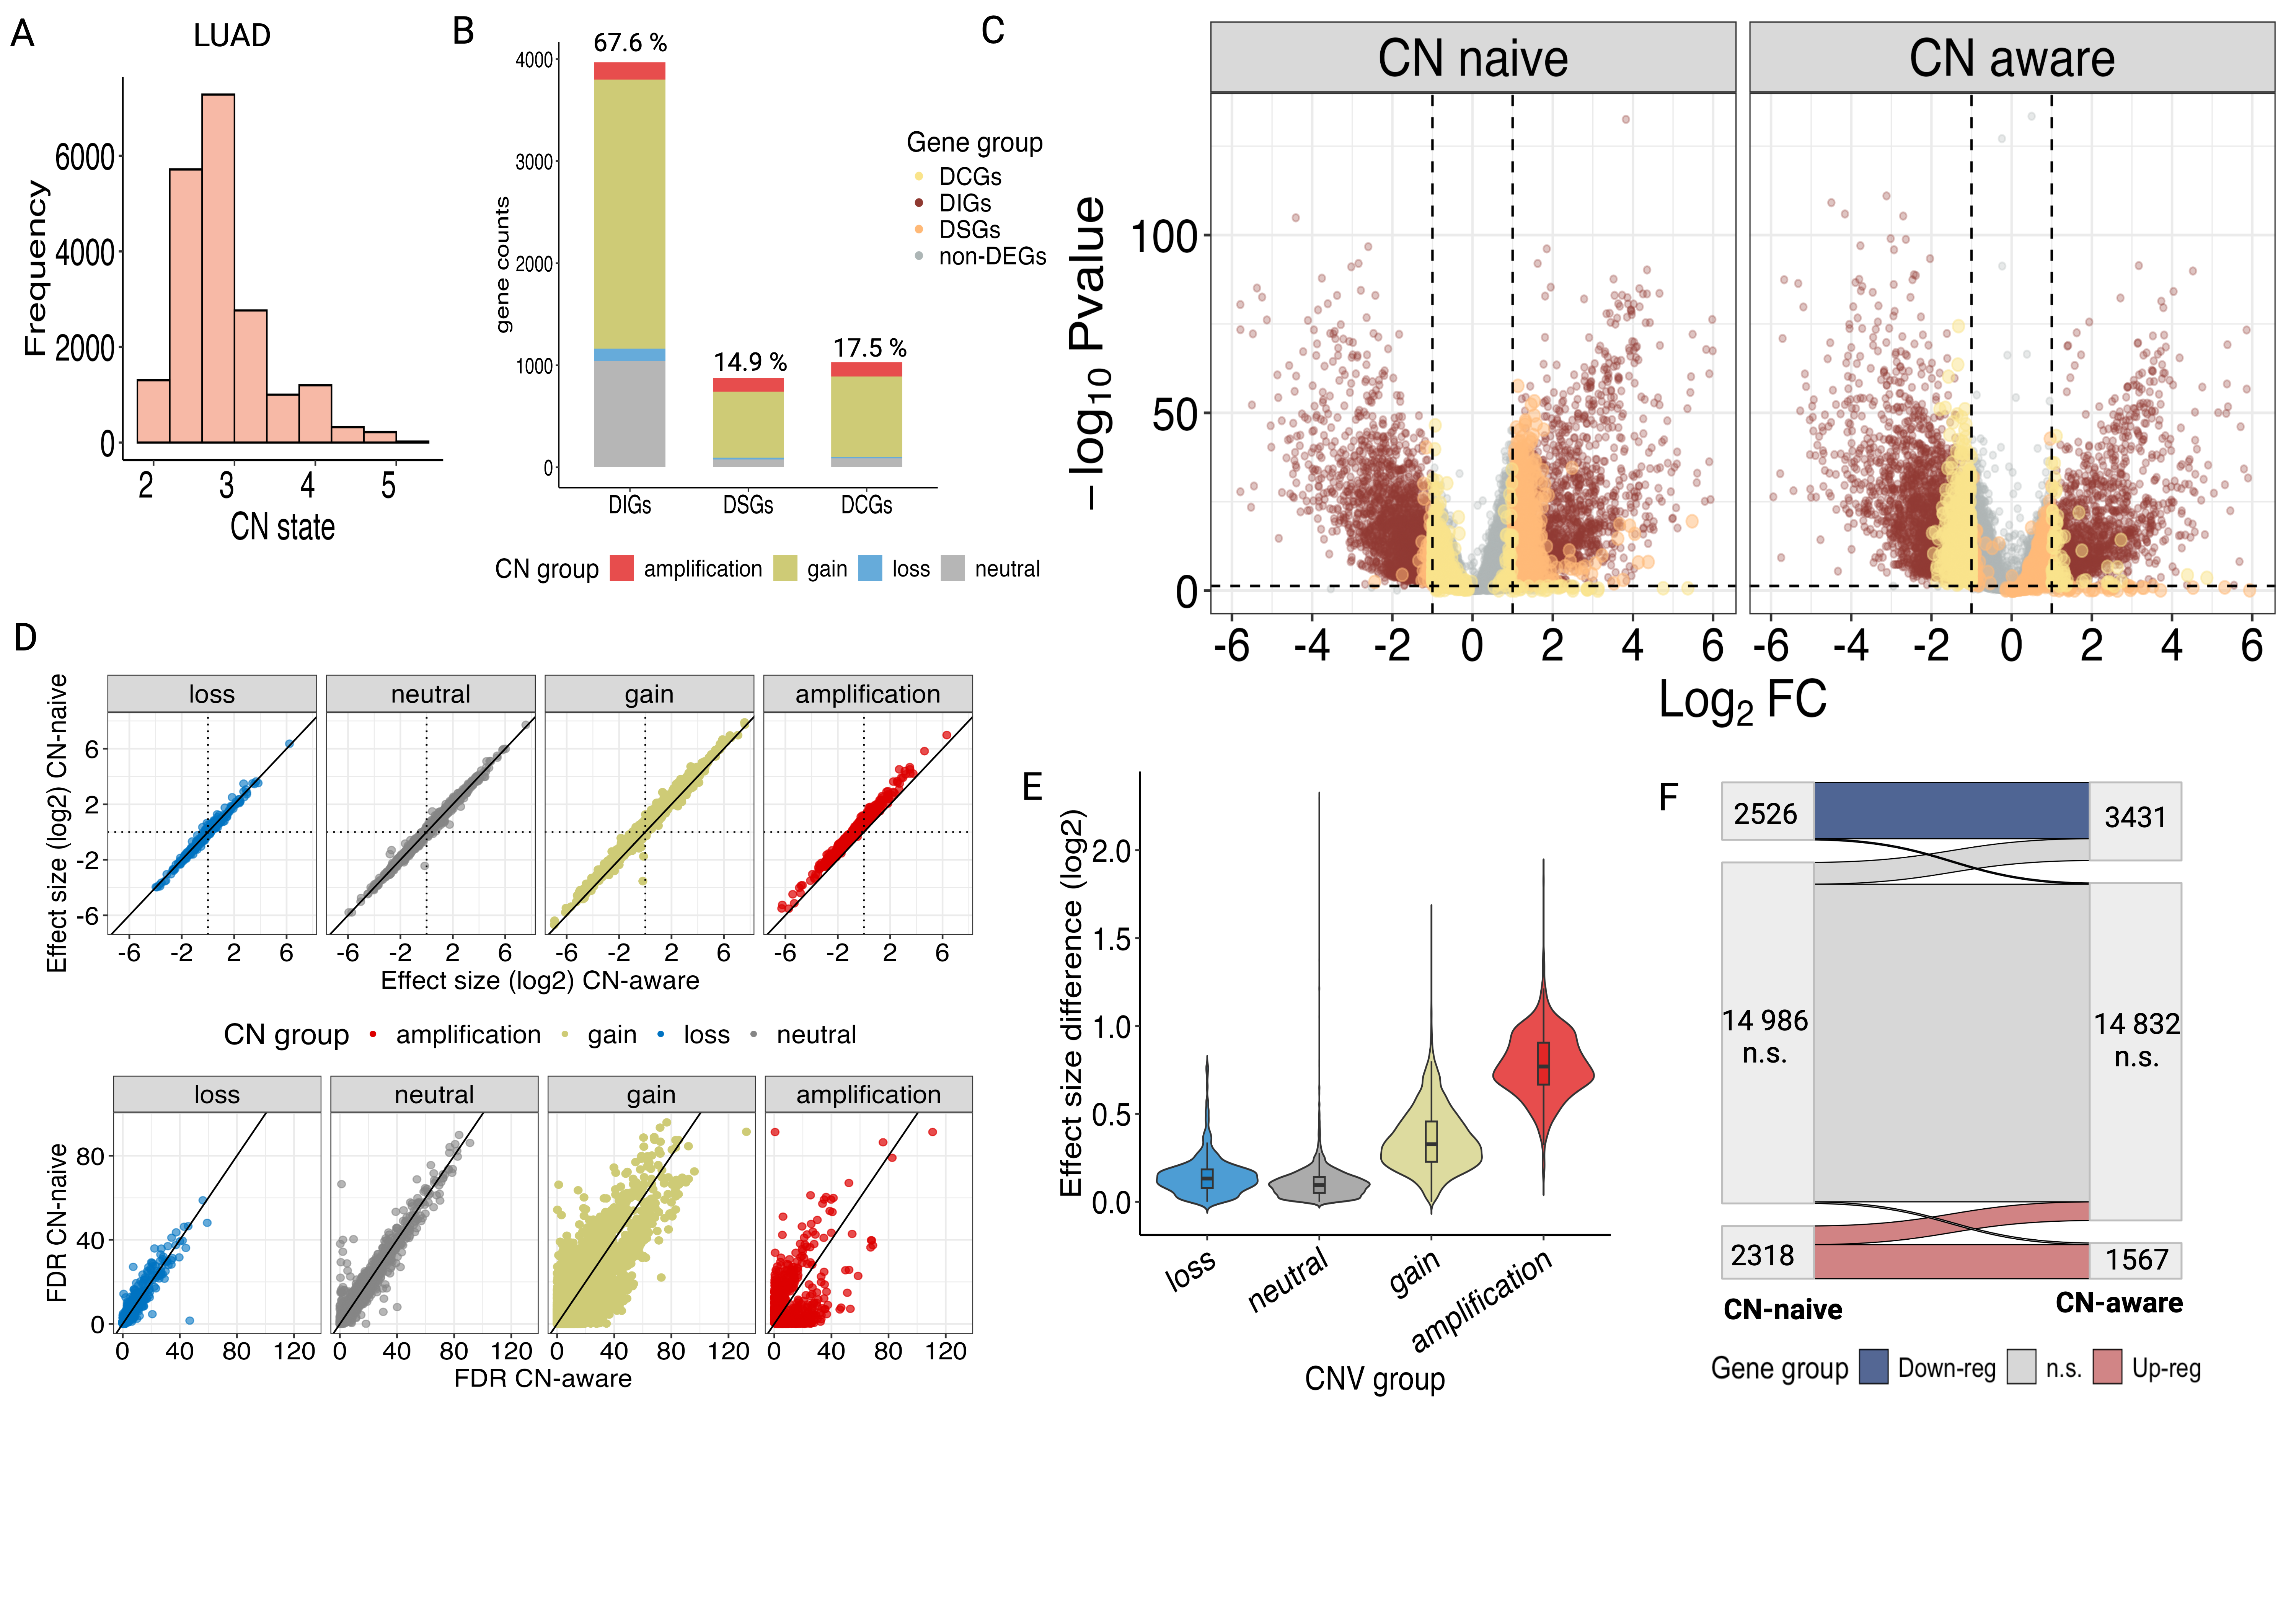 A
LUAD
Frequency
6000
4000
2000
0
2 3 4 5
CN state
B
67.6 %
14.9 %
17.5 %
gene counts
4000
3000
2000
1000
0
DIGs DSGs DCGs
CN group amplification gain loss neutral
Gene group
DCGs
DIGs
DSGs
non-DEGs
C
CN naive CN aware
−log10 Pvalue
100
50
0
-6 -4 -2 0 2 4 6 -6 -4 -2 0 2 4 6
Log2 FC
D
loss neutral gain amplification
Effect size (log2) CN-naive
6
2
-2
-6
-6 -2 2 6 -6 -2 2 6 -6 -2 2 6 -6 -2 2 6
Effect size (log2) CN-aware
CN group amplification gain loss neutral
loss neutral gain amplification
FDR CN-naive
80
40
0
0 40 80 120 0 40 80 120 0 40 80 120 0 40 80 120
FDR CN-aware
E
Effect size difference (log2)
2.0
1.5
1.0
0.5
0.0
loss neutral gain amplification
CNV group
F
2526 3431
14 986
n.s.
14 832
n.s.
2318 1567
CN-naive CN-aware
Gene group Down-reg n.s. Up-reg